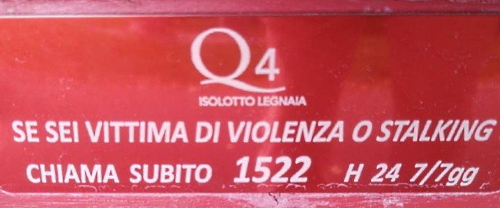 Q4
ISOLOTTO LEGNAIA
SE SEI VITTIMA DI VIOLENZA O STALKING
CHIAMA SUBITO 1522 H 24 7/7gg